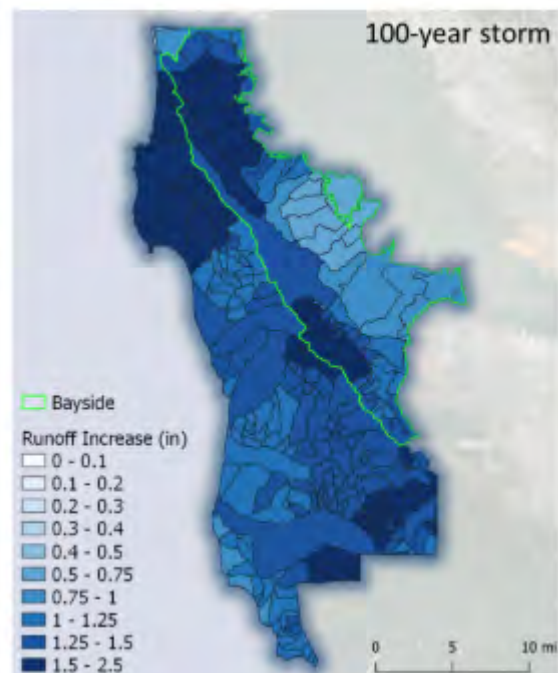 100-year storm
Bayside
Runoff Increase (in)
0 - 0.1
0.1 - 0.2
0.2 - 0.3
0.3 - 0.4
0.4 - 0.5
0.5 - 0.75
0.75 - 1
1 - 1.25
1.25 - 1.5
1.5 - 2.5
0 5 10 mi